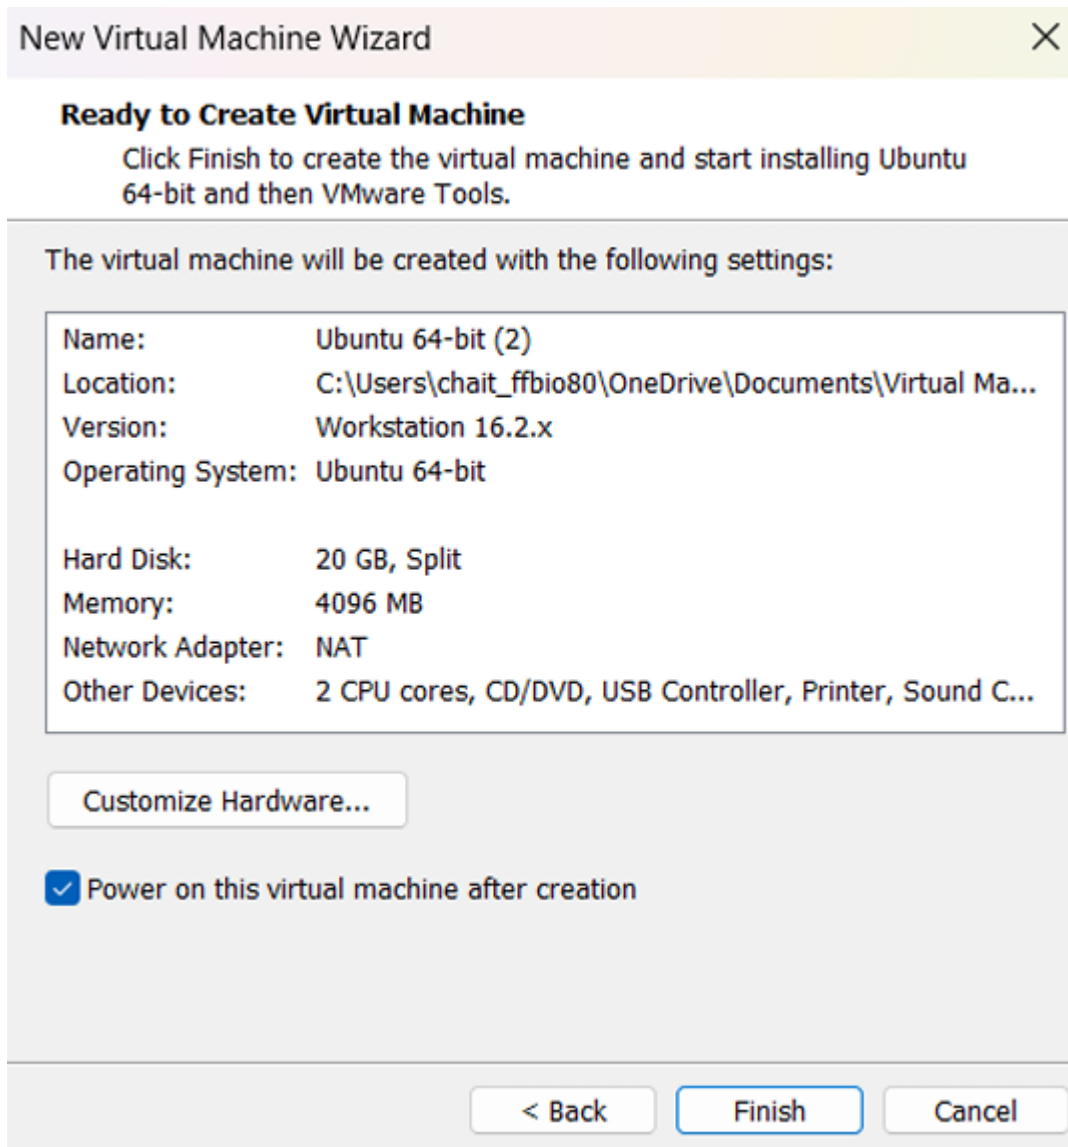 New Virtual Machine Wizard
Ready to Create Virtual Machine
Click Finish to create the virtual machine and start installing Ubuntu
64-bit and then VMware Tools.
The virtual machine will be created with the following settings:
Name: Ubuntu 64-bit (2)
Location: C:\Users\chait_ffbio80\OneDrive\Documents\Virtual Ma...
Version: Workstation 16.2.x
Operating System: Ubuntu 64-bit
Hard Disk: 20 GB, Split
Memory: 4096 MB
Network Adapter: NAT
Other Devices: 2 CPU cores, CD/DVD, USB Controller, Printer, Sound C...
Customize Hardware...
Power on this virtual machine after creation
< Back Finish Cancel